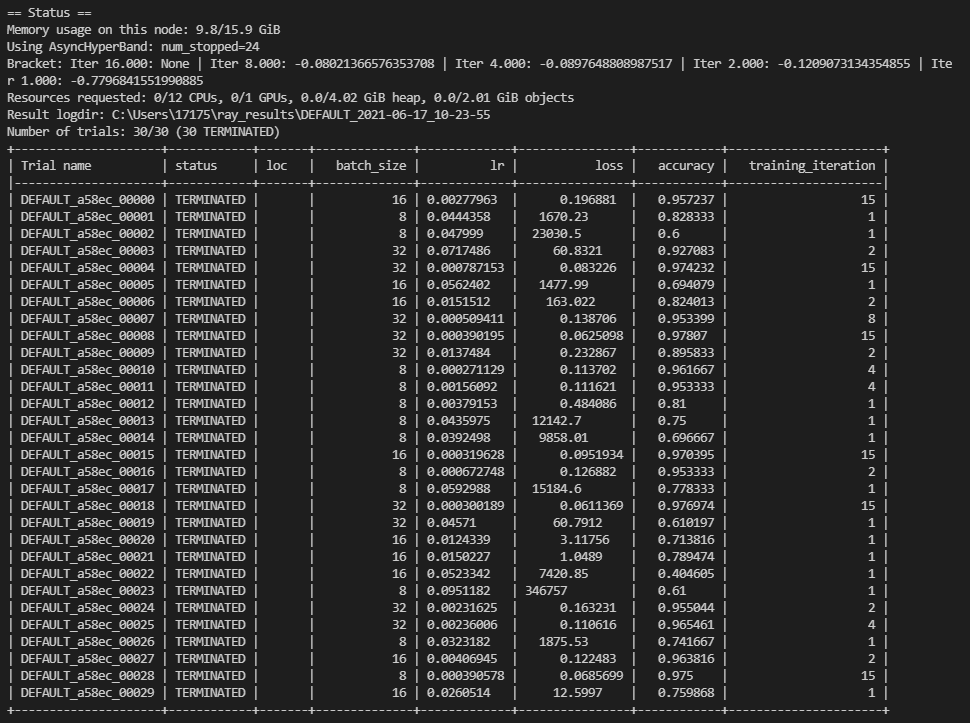 == Status ==
Memory usage on this node: 9.8/15.9 GiB
Using AsyncHyperBand: num_stopped=24
Bracket: Iter 16.000: None | Iter 8.000: -0.08021366576353708 | Iter 4.000: -0.0897648808987517 | Iter 2.000: -0.1209073134354855 | Ite
r 1.000: -0.7796841551990885
Resources requested: 0/12 CPUs, 0/1 GPUs, 0.0/4.02 GiB heap, 0.0/2.01 GiB objects
Result logdir: C:\Users\17175\ray_results\DEFAULT_2021-06-17_10-23-55
Number of trials: 30/30 (30 TERMINATED)
+---------------------+------------+-------+--------------+-------------+---------------+------------+----------------------+
| Trial name | status | loc | batch_size | lr | loss | accuracy | training_iteration |
|---------------------+------------+-------+--------------+-------------+---------------+------------+----------------------|
| DEFAULT_a58ec_00000 | TERMINATED | | 16 | 0.00277963 | 0.196881 | 0.957237 | 15 |
| DEFAULT_a58ec_00001 | TERMINATED | | 8 | 0.0444358 | 1670.23 | 0.828333 | 1 |
| DEFAULT_a58ec_00002 | TERMINATED | | 8 | 0.047999 | 23030.5 | 0.6 | 1 |
| DEFAULT_a58ec_00003 | TERMINATED | | 32 | 0.0717486 | 60.8321 | 0.927083 | 2 |
| DEFAULT_a58ec_00004 | TERMINATED | | 32 | 0.000787153 | 0.083226 | 0.974232 | 15 |
| DEFAULT_a58ec_00005 | TERMINATED | | 16 | 0.0562402 | 1477.99 | 0.694079 | 1 |
| DEFAULT_a58ec_00006 | TERMINATED | | 16 | 0.0151512 | 163.022 | 0.824013 | 2 |
| DEFAULT_a58ec_00007 | TERMINATED | | 32 | 0.000509411 | 0.138706 | 0.953399 | 8 |
| DEFAULT_a58ec_00008 | TERMINATED | | 32 | 0.000390195 | 0.0625098 | 0.97807 | 15 |
| DEFAULT_a58ec_00009 | TERMINATED | | 32 | 0.0137484 | 0.232867 | 0.895833 | 2 |
| DEFAULT_a58ec_00010 | TERMINATED | | 8 | 0.000271129 | 0.113702 | 0.961667 | 4 |
| DEFAULT_a58ec_00011 | TERMINATED | | 8 | 0.00156092 | 0.111621 | 0.953333 | 4 |
| DEFAULT_a58ec_00012 | TERMINATED | | 8 | 0.00379153 | 0.484086 | 0.81 | 1 |
| DEFAULT_a58ec_00013 | TERMINATED | | 8 | 0.0435975 | 12142.7 | 0.75 | 1 |
| DEFAULT_a58ec_00014 | TERMINATED | | 8 | 0.0392498 | 9858.01 | 0.696667 | 1 |
| DEFAULT_a58ec_00015 | TERMINATED | | 16 | 0.000319628 | 0.0951934 | 0.970395 | 15 |
| DEFAULT_a58ec_00016 | TERMINATED | | 8 | 0.000672748 | 0.126882 | 0.953333 | 2 |
| DEFAULT_a58ec_00017 | TERMINATED | | 8 | 0.0592988 | 15184.6 | 0.778333 | 1 |
| DEFAULT_a58ec_00018 | TERMINATED | | 32 | 0.000300189 | 0.0611369 | 0.976974 | 15 |
| DEFAULT_a58ec_00019 | TERMINATED | | 32 | 0.04571 | 60.7912 | 0.610197 | 1 |
| DEFAULT_a58ec_00020 | TERMINATED | | 16 | 0.0124339 | 3.11756 | 0.713816 | 1 |
| DEFAULT_a58ec_00021 | TERMINATED | | 16 | 0.0150227 | 1.0489 | 0.789474 | 1 |
| DEFAULT_a58ec_00022 | TERMINATED | | 16 | 0.0523342 | 7420.85 | 0.404605 | 1 |
| DEFAULT_a58ec_00023 | TERMINATED | | 8 | 0.0951182 | 346757 | 0.61 | 1 |
| DEFAULT_a58ec_00024 | TERMINATED | | 32 | 0.00231625 | 0.163231 | 0.955044 | 2 |
| DEFAULT_a58ec_00025 | TERMINATED | | 32 | 0.00236006 | 0.110616 | 0.965461 | 4 |
| DEFAULT_a58ec_00026 | TERMINATED | | 8 | 0.0323182 | 1875.53 | 0.741667 | 1 |
| DEFAULT_a58ec_00027 | TERMINATED | | 16 | 0.00406945 | 0.122483 | 0.963816 | 2 |
| DEFAULT_a58ec_00028 | TERMINATED | | 8 | 0.000390578 | 0.0685699 | 0.975 | 15 |
| DEFAULT_a58ec_00029 | TERMINATED | | 16 | 0.0260514 | 12.5997 | 0.759868 | 1 |
+---------------------+------------+-------+--------------+-------------+---------------+------------+----------------------+